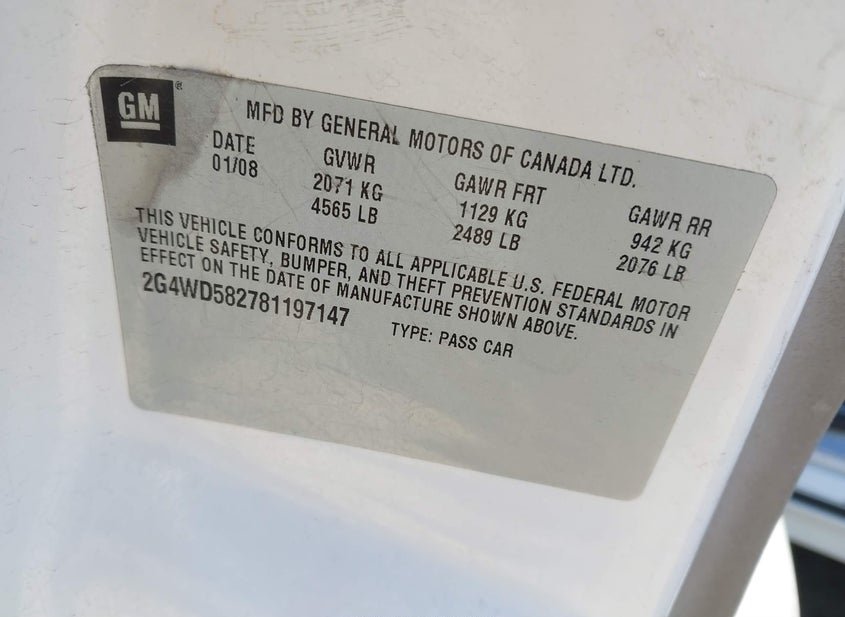 GM®
MFD BY GENERAL MOTORS OF CANADA LTD.
DATE GVWR GAWR FRT GAWR RR
01/08 2071 KG 1129 KG 942 KG
4565 LB 2489 LB 2076 LB
THIS VEHICLE CONFORMS TO ALL APPLICABLE U.S. FEDERAL MOTOR
VEHICLE SAFETY, BUMPER, AND THEFT PREVENTION STANDARDS IN
EFFECT ON THE DATE OF MANUFACTURE SHOWN ABOVE.
2G4WD582781197147 TYPE: PASS CAR